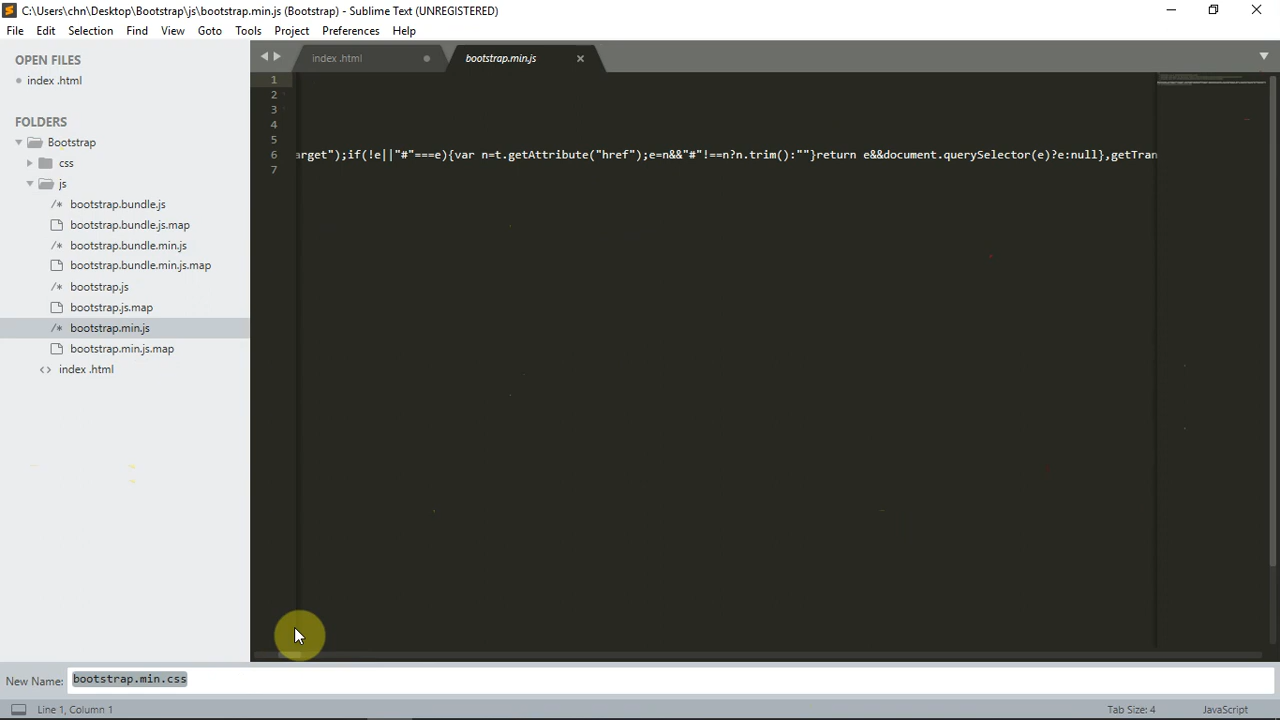 C:\Users\chn\Desktop\Bootstrap\js\bootstrap.min.js (Bootstrap) - Sublime Text (UNREGISTERED)
File Edit Selection Find View Goto Tools Project Preferences Help
OPEN FILES
index .html
FOLDERS
Bootstrap
css
js
/* bootstrap.bundle.js
bootstrap.bundle.js.map
/* bootstrap.bundle.min.js
bootstrap.bundle.min.js.map
/* bootstrap.js
bootstrap.js.map
/* bootstrap.min.js
bootstrap.min.js.map
<> index .html
index .html
bootstrap.min.js
1
2
3
4
5
6 arget");if(!e||"#"===e){var n=t.getAttribute("href");e=n&&"#"!==n?n.trim():""}return e&&document.querySelector(e)?e:null},getTran
7
New Name: bootstrap.min.css
Line 1, Column 1
Tab Size: 4
JavaScript